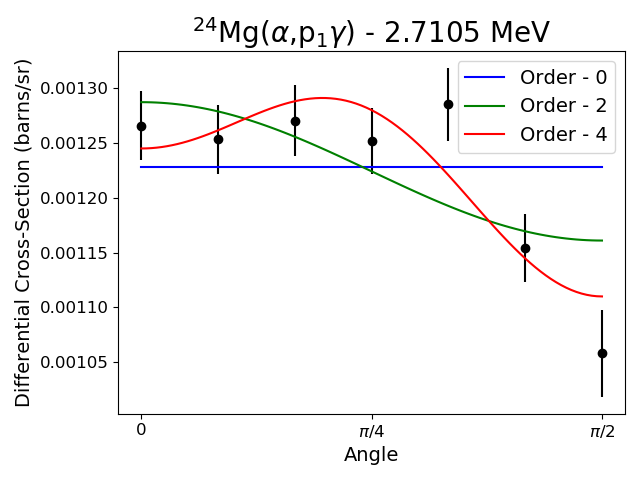 ²⁴Mg(α,p₁γ) - 2.7105 MeV
Order - 0
Order - 2
Order - 4
Differential Cross-Section (barns/sr)
0.00130
0.00125
0.00120
0.00115
0.00110
0.00105
0
π/4
π/2
Angle